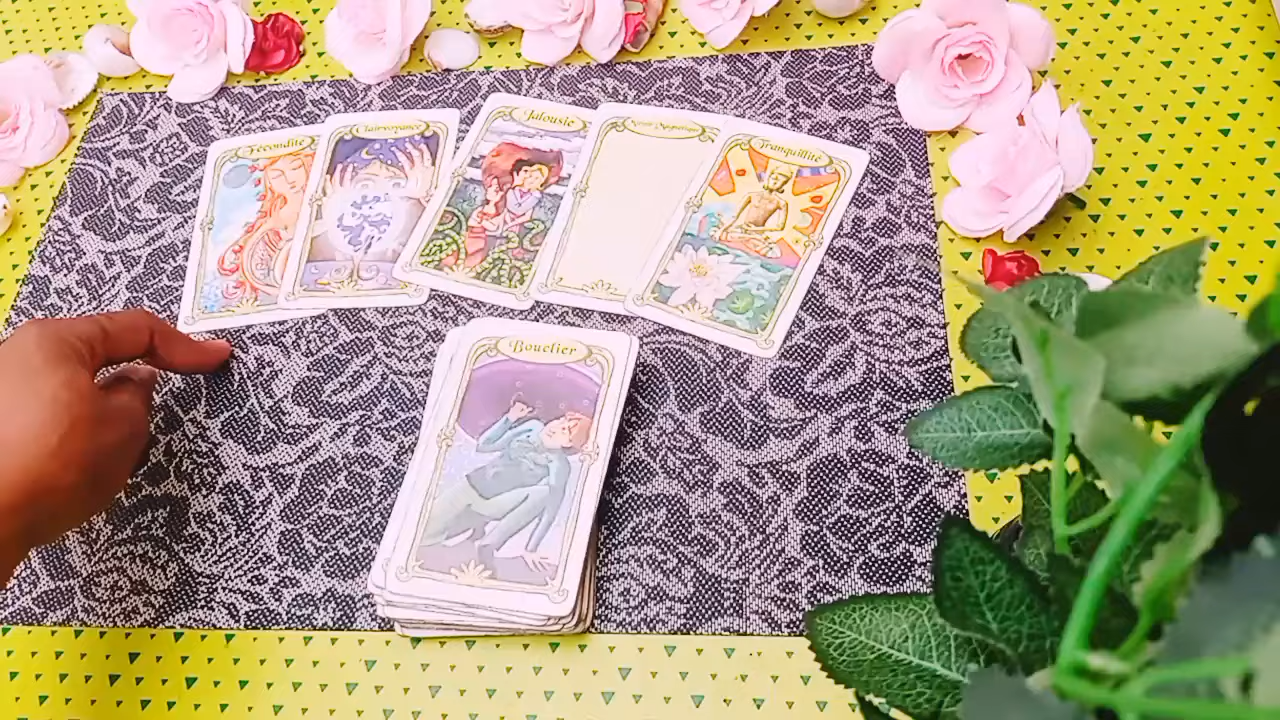 Fécondité
Clairvoyance
Jalousie
Tranquillité
Bouclier